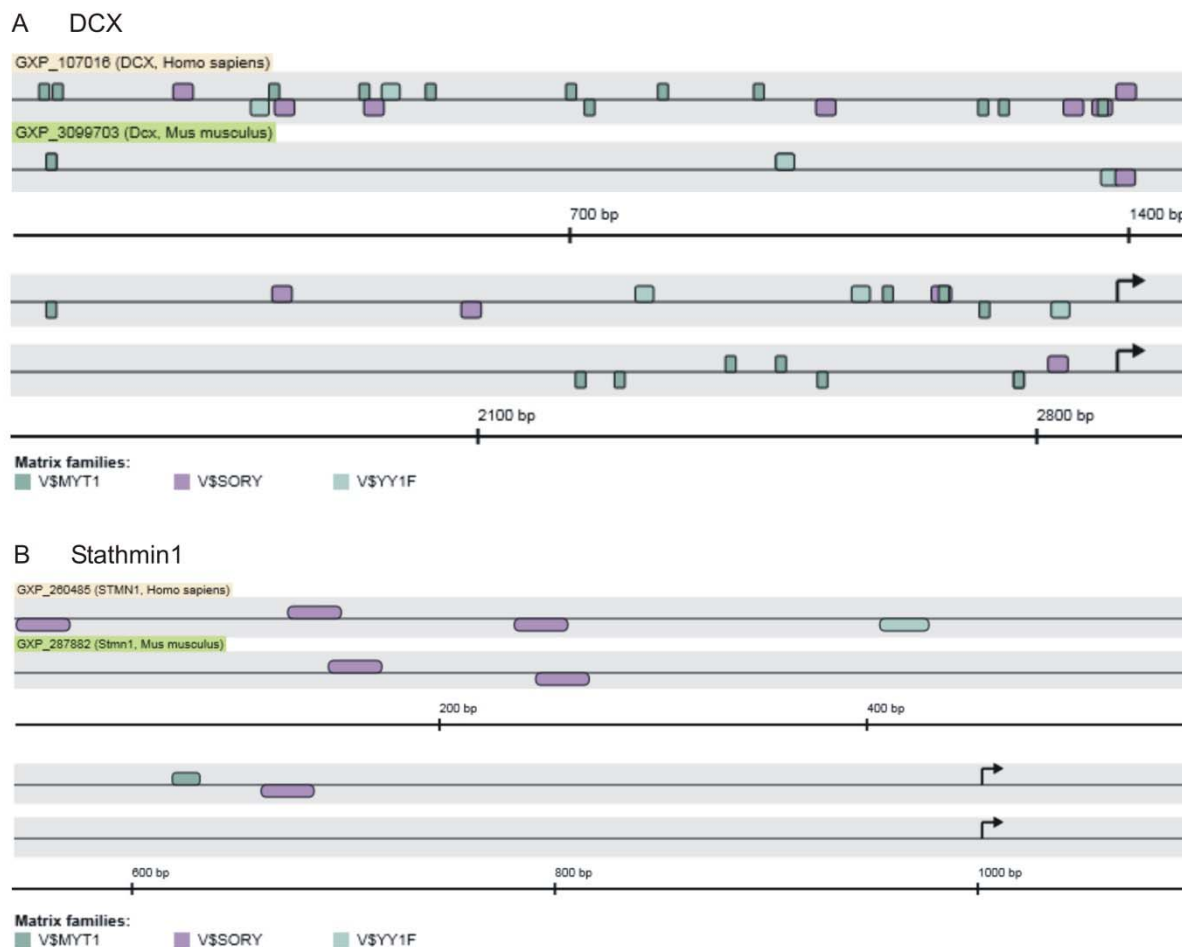 A DCX
GXP_107016 (DCX, Homo sapiens)
GXP_3099703 (Dcx, Mus musculus)
700 bp 1400 bp
2100 bp 2800 bp
Matrix families:
V$MYT1 V$SORY V$YY1F
B Stathmin1
GXP_260485 (STMN1, Homo sapiens)
GXP_287882 (Stmn1, Mus musculus)
200 bp 400 bp
600 bp 800 bp 1000 bp
Matrix families:
V$MYT1 V$SORY V$YY1F